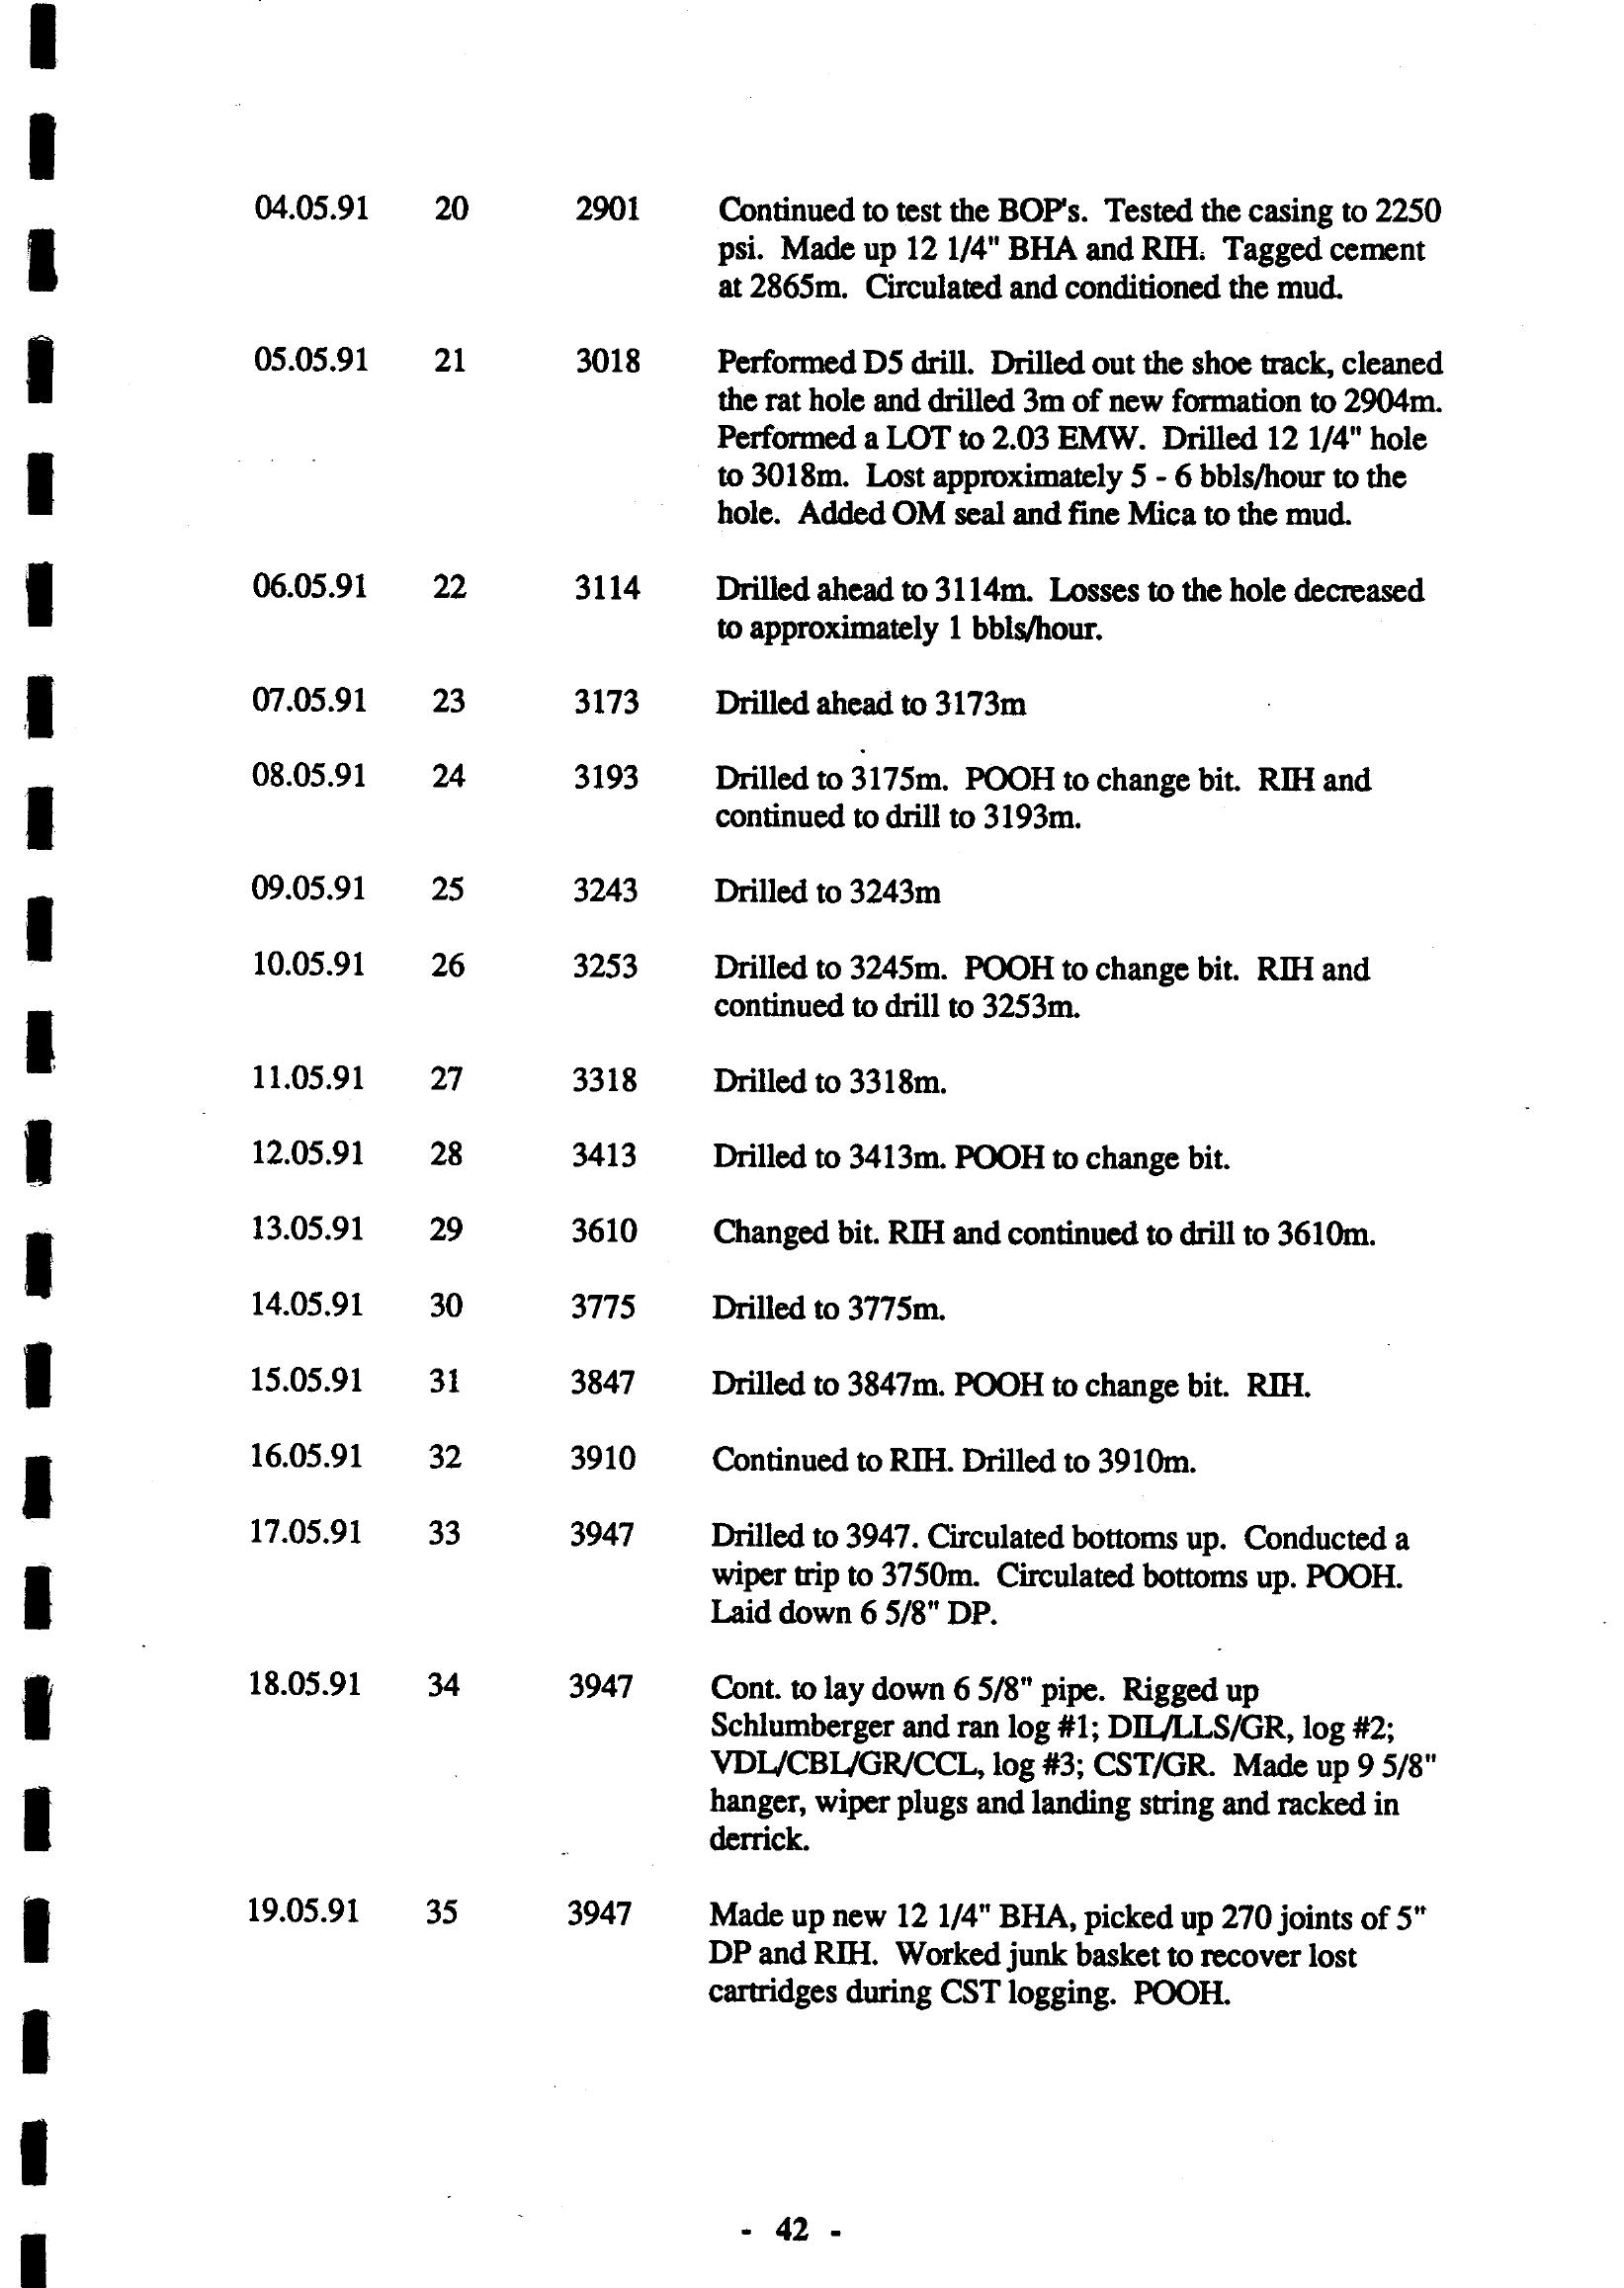 04.05.91 20 2901 Continued to test the BOP's. Tested the casing to 2250
psi. Made up 12 1/4" BHA and RIH. Tagged cement
at 2865m. Circulated and conditioned the mud.
05.05.91 21 3018 Performed D5 drill. Drilled out the shoe track, cleaned
the rat hole and drilled 3m of new formation to 2904m.
Performed a LOT to 2.03 EMW. Drilled 12 1/4" hole
to 3018m. Lost approximately 5 - 6 bbls/hour to the
hole. Added OM seal and fine Mica to the mud.
06.05.91 22 3114 Drilled ahead to 3114m. Losses to the hole decreased
to approximately 1 bbls/hour.
07.05.91 23 3173 Drilled ahead to 3173m
08.05.91 24 3193 Drilled to 3175m. POOH to change bit. RIH and
continued to drill to 3193m.
09.05.91 25 3243 Drilled to 3243m
10.05.91 26 3253 Drilled to 3245m. POOH to change bit. RIH and
continued to drill to 3253m.
11.05.91 27 3318 Drilled to 3318m.
12.05.91 28 3413 Drilled to 3413m. POOH to change bit.
13.05.91 29 3610 Changed bit. RIH and continued to drill to 3610m.
14.05.91 30 3775 Drilled to 3775m.
15.05.91 31 3847 Drilled to 3847m. POOH to change bit. RIH.
16.05.91 32 3910 Continued to RIH. Drilled to 3910m.
17.05.91 33 3947 Drilled to 3947. Circulated bottoms up. Conducted a
wiper trip to 3750m. Circulated bottoms up. POOH.
Laid down 6 5/8" DP.
18.05.91 34 3947 Cont. to lay down 6 5/8" pipe. Rigged up
Schlumberger and ran log #1; DIL/LLS/GR, log #2;
VDL/CBL/GR/CCL, log #3; CST/GR. Made up 9 5/8"
hanger, wiper plugs and landing string and racked in
derrick.
19.05.91 35 3947 Made up new 12 1/4" BHA, picked up 270 joints of 5"
DP and RIH. Worked junk basket to recover lost
cartridges during CST logging. POOH.
- 42 -